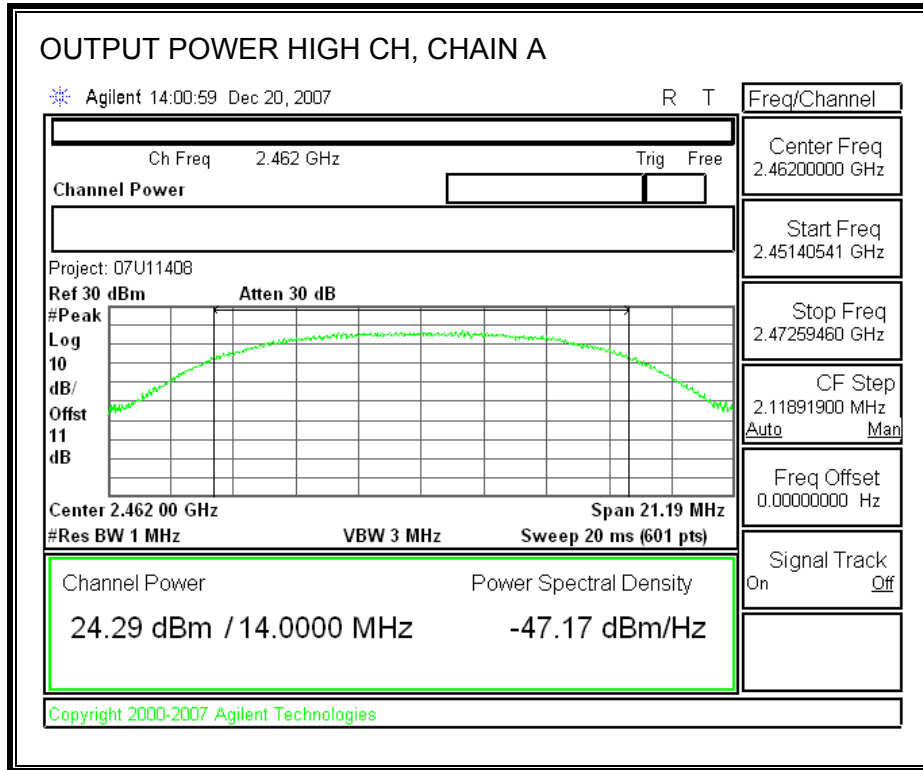 OUTPUT POWER HIGH CH, CHAIN A
Agilent 14:00:59 Dec 20, 2007 R T
Ch Freq 2.462 GHz Trig Free
Channel Power
Project: 07U11408
Ref 30 dBm Atten 30 dB
#Peak
Log
10
dB/
Offst
11
dB
Center 2.462 00 GHz Span 21.19 MHz
#Res BW 1 MHz VBW 3 MHz Sweep 20 ms (601 pts)
Channel Power Power Spectral Density
24.29 dBm / 14.0000 MHz -47.17 dBm/Hz
Copyright 2000-2007 Agilent Technologies
Freq/Channel
Center Freq
2.46200000 GHz
Start Freq
2.45140541 GHz
Stop Freq
2.47259460 GHz
CF Step
2.11891900 MHz
Auto Man
Freq Offset
0.00000000 Hz
Signal Track
On Off